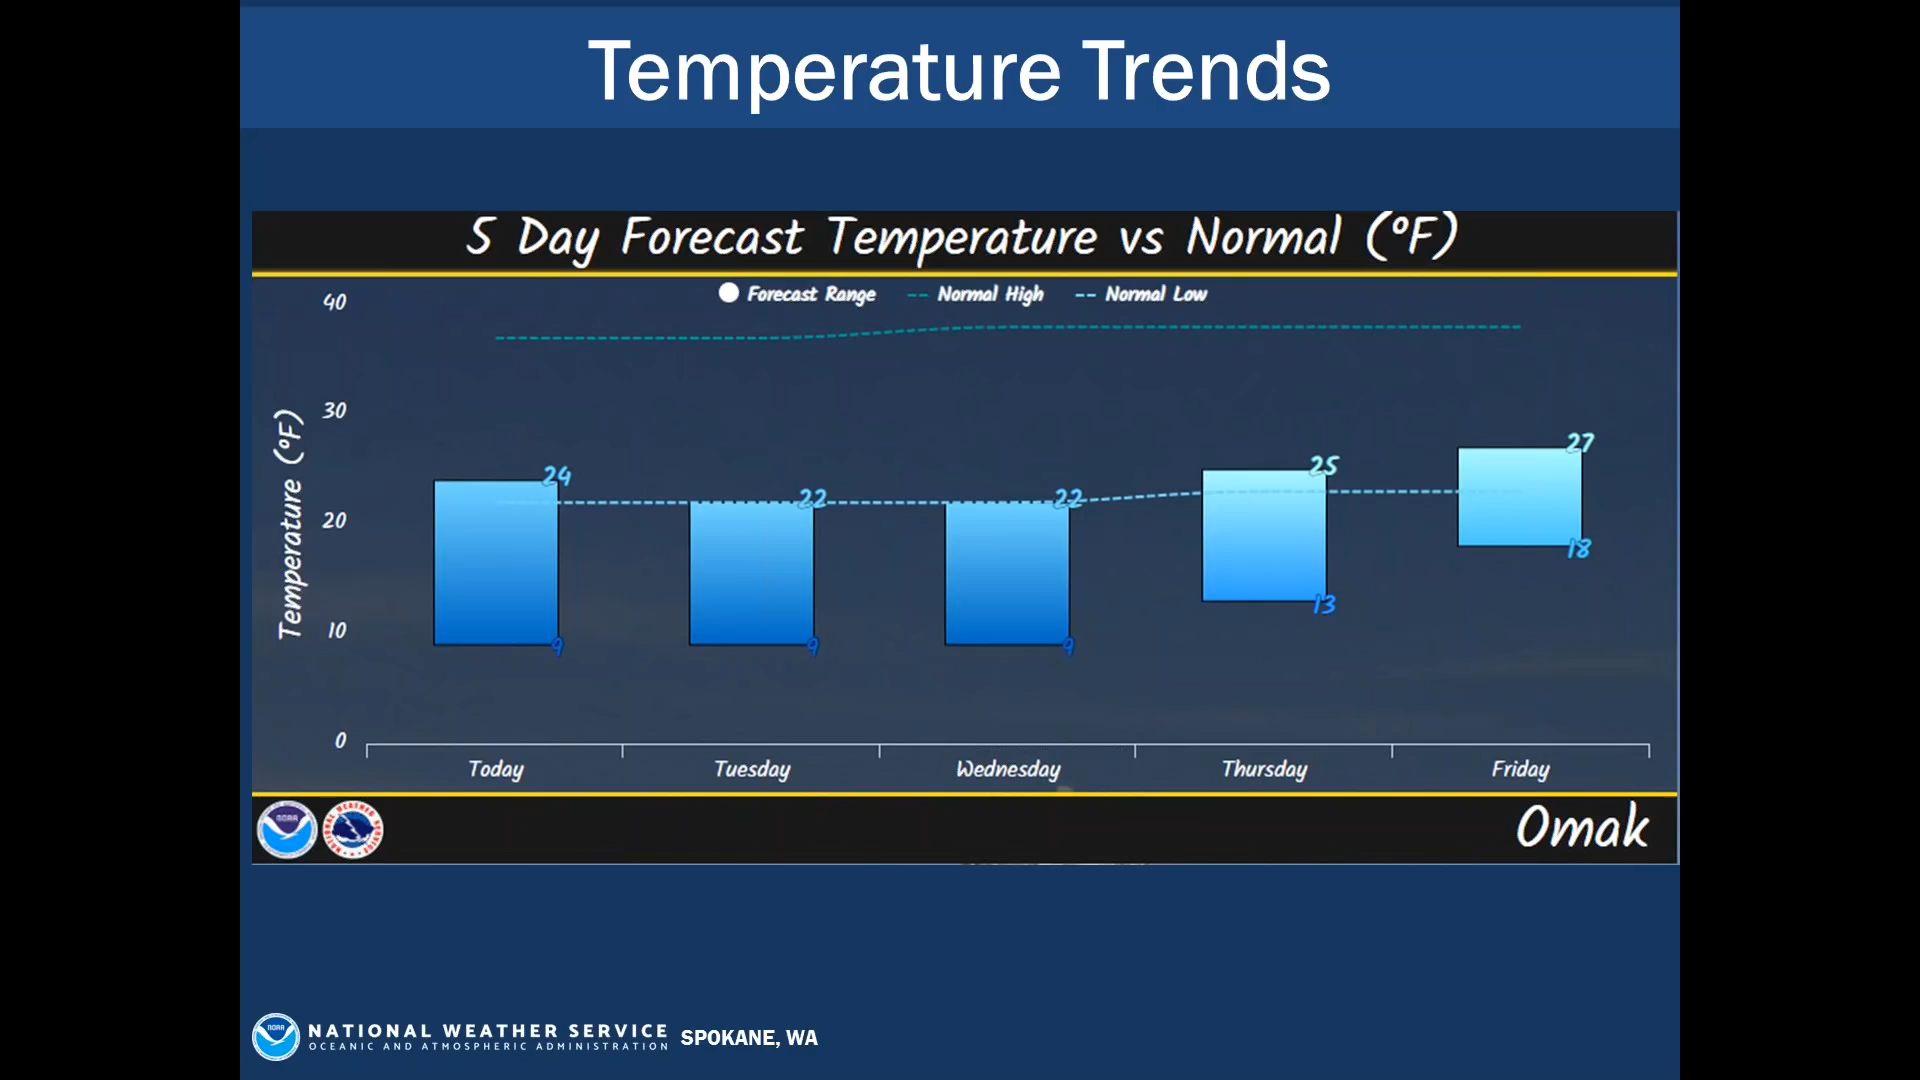 Temperature Trends
5 Day Forecast Temperature vs Normal (°F)
Forecast Range
Normal High
Normal Low
Temperature (°F)
40
30
20
10
0
24
9
22
9
22
9
25
13
27
18
Today
Tuesday
Wednesday
Thursday
Friday
NOAA
Omak
NOAA
NATIONAL WEATHER SERVICE
OCEANIC AND ATMOSPHERIC ADMINISTRATION
SPOKANE, WA